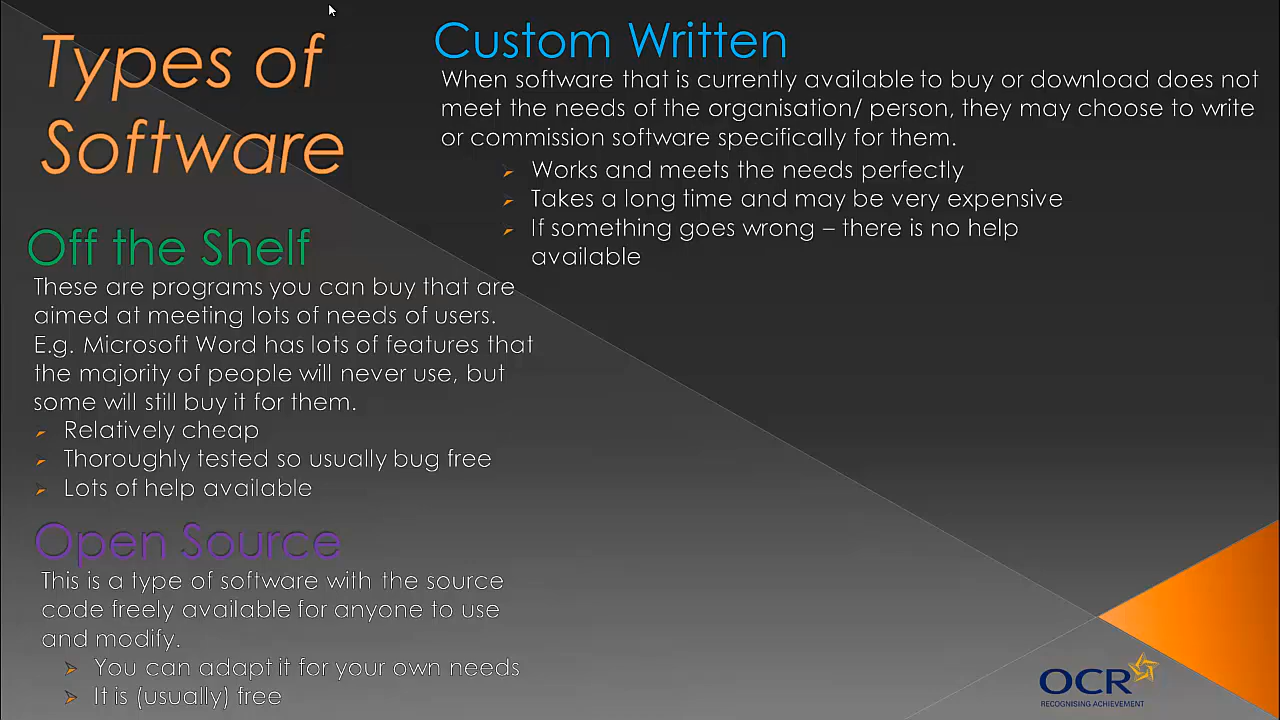 Types of
Software
Off the Shelf
These are programs you can buy that are
aimed at meeting lots of needs of users.
E.g. Microsoft Word has lots of features that
the majority of people will never use, but
some will still buy it for them.
Relatively cheap
Thoroughly tested so usually bug free
Lots of help available
Open Source
This is a type of software with the source
code freely available for anyone to use
and modify.
You can adapt it for your own needs
It is (usually) free
Custom Written
When software that is currently available to buy or download does not
meet the needs of the organisation/ person, they may choose to write
or commission software specifically for them.
Works and meets the needs perfectly
Takes a long time and may be very expensive
If something goes wrong – there is no help
available
OCR
RECOGNISING ACHIEVEMENT